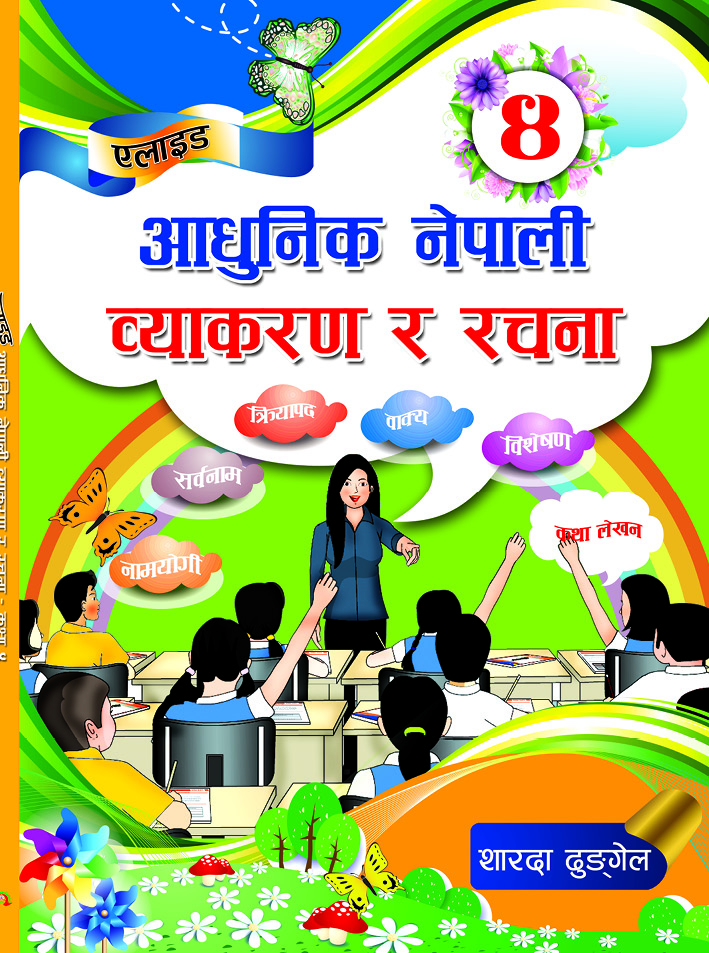 एलाइड
४
आधुनिक नेपाली
व्याकरण र रचना
क्रियापद
वाक्य
विशेषण
सर्वनाम
कथा लेखन
नामयोगी
शारदा ढुङ्गेल